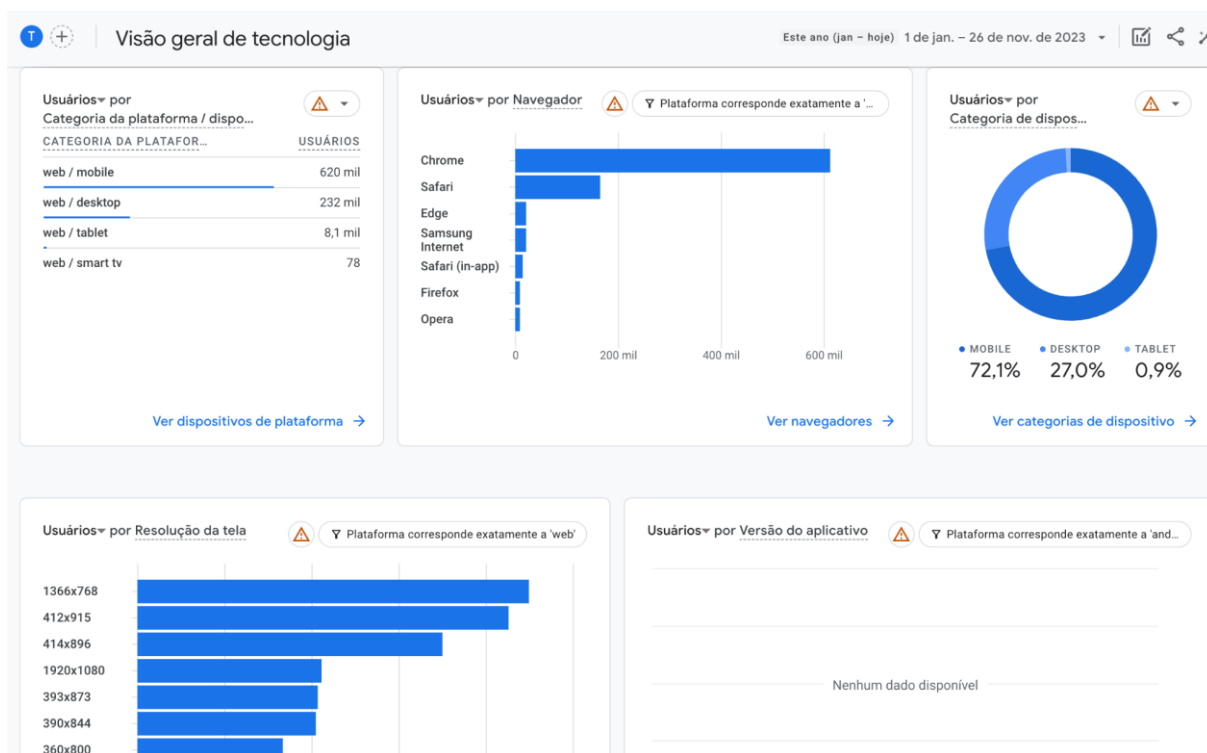 T
Visão geral de tecnologia
Este ano (jan – hoje) 1 de jan. – 26 de nov. de 2023
Usuários por
Categoria da plataforma / dispo...
CATEGORIA DA PLATAFOR... USUÁRIOS
web / mobile 620 mil
web / desktop 232 mil
web / tablet 8,1 mil
web / smart tv 78
Ver dispositivos de plataforma
Usuários por Navegador
Plataforma corresponde exatamente a '...
Chrome
Safari
Edge
Samsung
Internet
Safari (in-app)
Firefox
Opera
0 200 mil 400 mil 600 mil
Ver navegadores
Usuários por
Categoria de dispos...
MOBILE DESKTOP TABLET
72,1% 27,0% 0,9%
Ver categorias de dispositivo
Usuários por Resolução da tela
Plataforma corresponde exatamente a 'web'
1366x768
412x915
414x896
1920x1080
393x873
390x844
360x800
Usuários por Versão do aplicativo
Plataforma corresponde exatamente a 'and...
Nenhum dado disponível